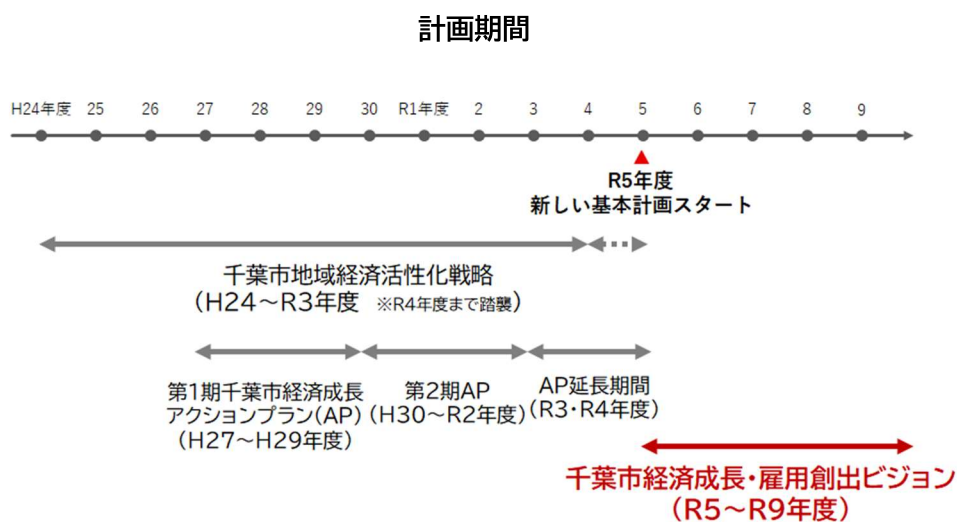 計画期間
H24年度 25 26 27 28 29 30 R1年度 2 3 4 5 6 7 8 9
R5年度
新しい基本計画スタート
千葉市地域経済活性化戦略
(H24～R3年度 ※R4年度まで踏襲)
第1期千葉市経済成長
アクションプラン(AP)
(H27～H29年度)
第2期AP
(H30～R2年度)
AP延長期間
(R3・R4年度)
千葉市経済成長・雇用創出ビジョン
(R5～R9年度)